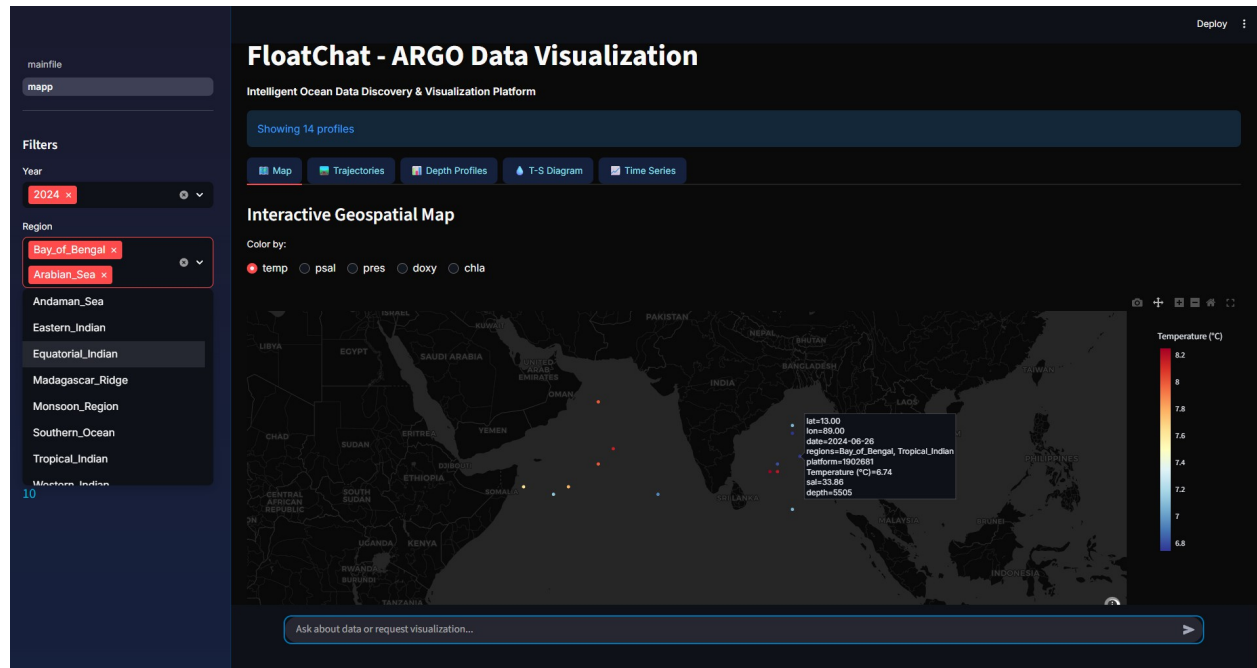 Deploy
mainfile
mapp
Filters
Year
2024 ×
Region
Bay_of_Bengal ×
Arabian_Sea ×
Andaman_Sea
Eastern_Indian
Equatorial_Indian
Madagascar_Ridge
Monsoon_Region
Southern_Ocean
Tropical_Indian
Western_Indian
10
FloatChat - ARGO Data Visualization
Intelligent Ocean Data Discovery & Visualization Platform
Showing 14 profiles
Map Trajectories Depth Profiles T-S Diagram Time Series
Interactive Geospatial Map
Color by:
temp psal pres doxy chla
ISRAEL
KUWAIT
PAKISTAN
NEPAL
BHUTAN
LIBYA
EGYPT
SAUDI ARABIA
UNITED
ARAB
EMIRATES
BANGLADESH
TAIWAN
INDIA
OMAN
LAOS
CHAD
SUDAN
ERITREA
YEMEN
DJIBOUTI
PHILIPPINES
ETHIOPIA
CENTRAL
AFRICAN
REPUBLIC
SOUTH
SUDAN
SOMALIA
SRI LANKA
MALAYSIA
BRUNEI
UGANDA
KENYA
RWANDA
BURUNDI
INDONESIA
TANZANIA
lat=13.00
lon=89.00
date=2024-06-26
regions=Bay_of_Bengal, Tropical_Indian
platform=1902681
Temperature (°C)=6.74
sal=33.86
depth=5505
Temperature (°C)
8.2
8
7.8
7.6
7.4
7.2
7
6.8
Ask about data or request visualization...